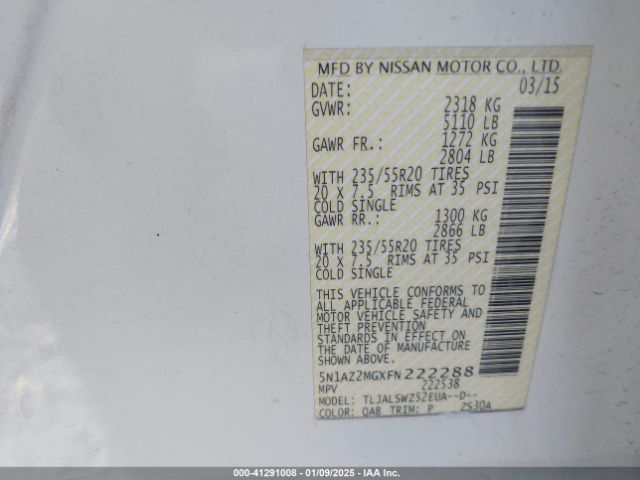 MFD BY NISSAN MOTOR CO., LTD.
DATE: 03/15
GVWR: 2318 KG
5110 LB
GAWR FR.: 1272 KG
2804 LB
WITH 235/55R20 TIRES
20 X 7.5 RIMS AT 35 PSI
COLD SINGLE
GAWR RR.: 1300 KG
2866 LB
WITH 235/55R20 TIRES
20 X 7.5 RIMS AT 35 PSI
COLD SINGLE
THIS VEHICLE CONFORMS TO
ALL APPLICABLE FEDERAL
MOTOR VEHICLE SAFETY AND
THEFT PREVENTION
STANDARDS IN EFFECT ON
THE DATE OF MANUFACTURE
SHOWN ABOVE.
5N1AZ2MGXFN222288
MPV 222538
MODEL: TLJALSWZ52EUA--D--
COLOR: QAB TRIM: P ZS30A
000-41291008 - 01/09/2025 - IAAI.com